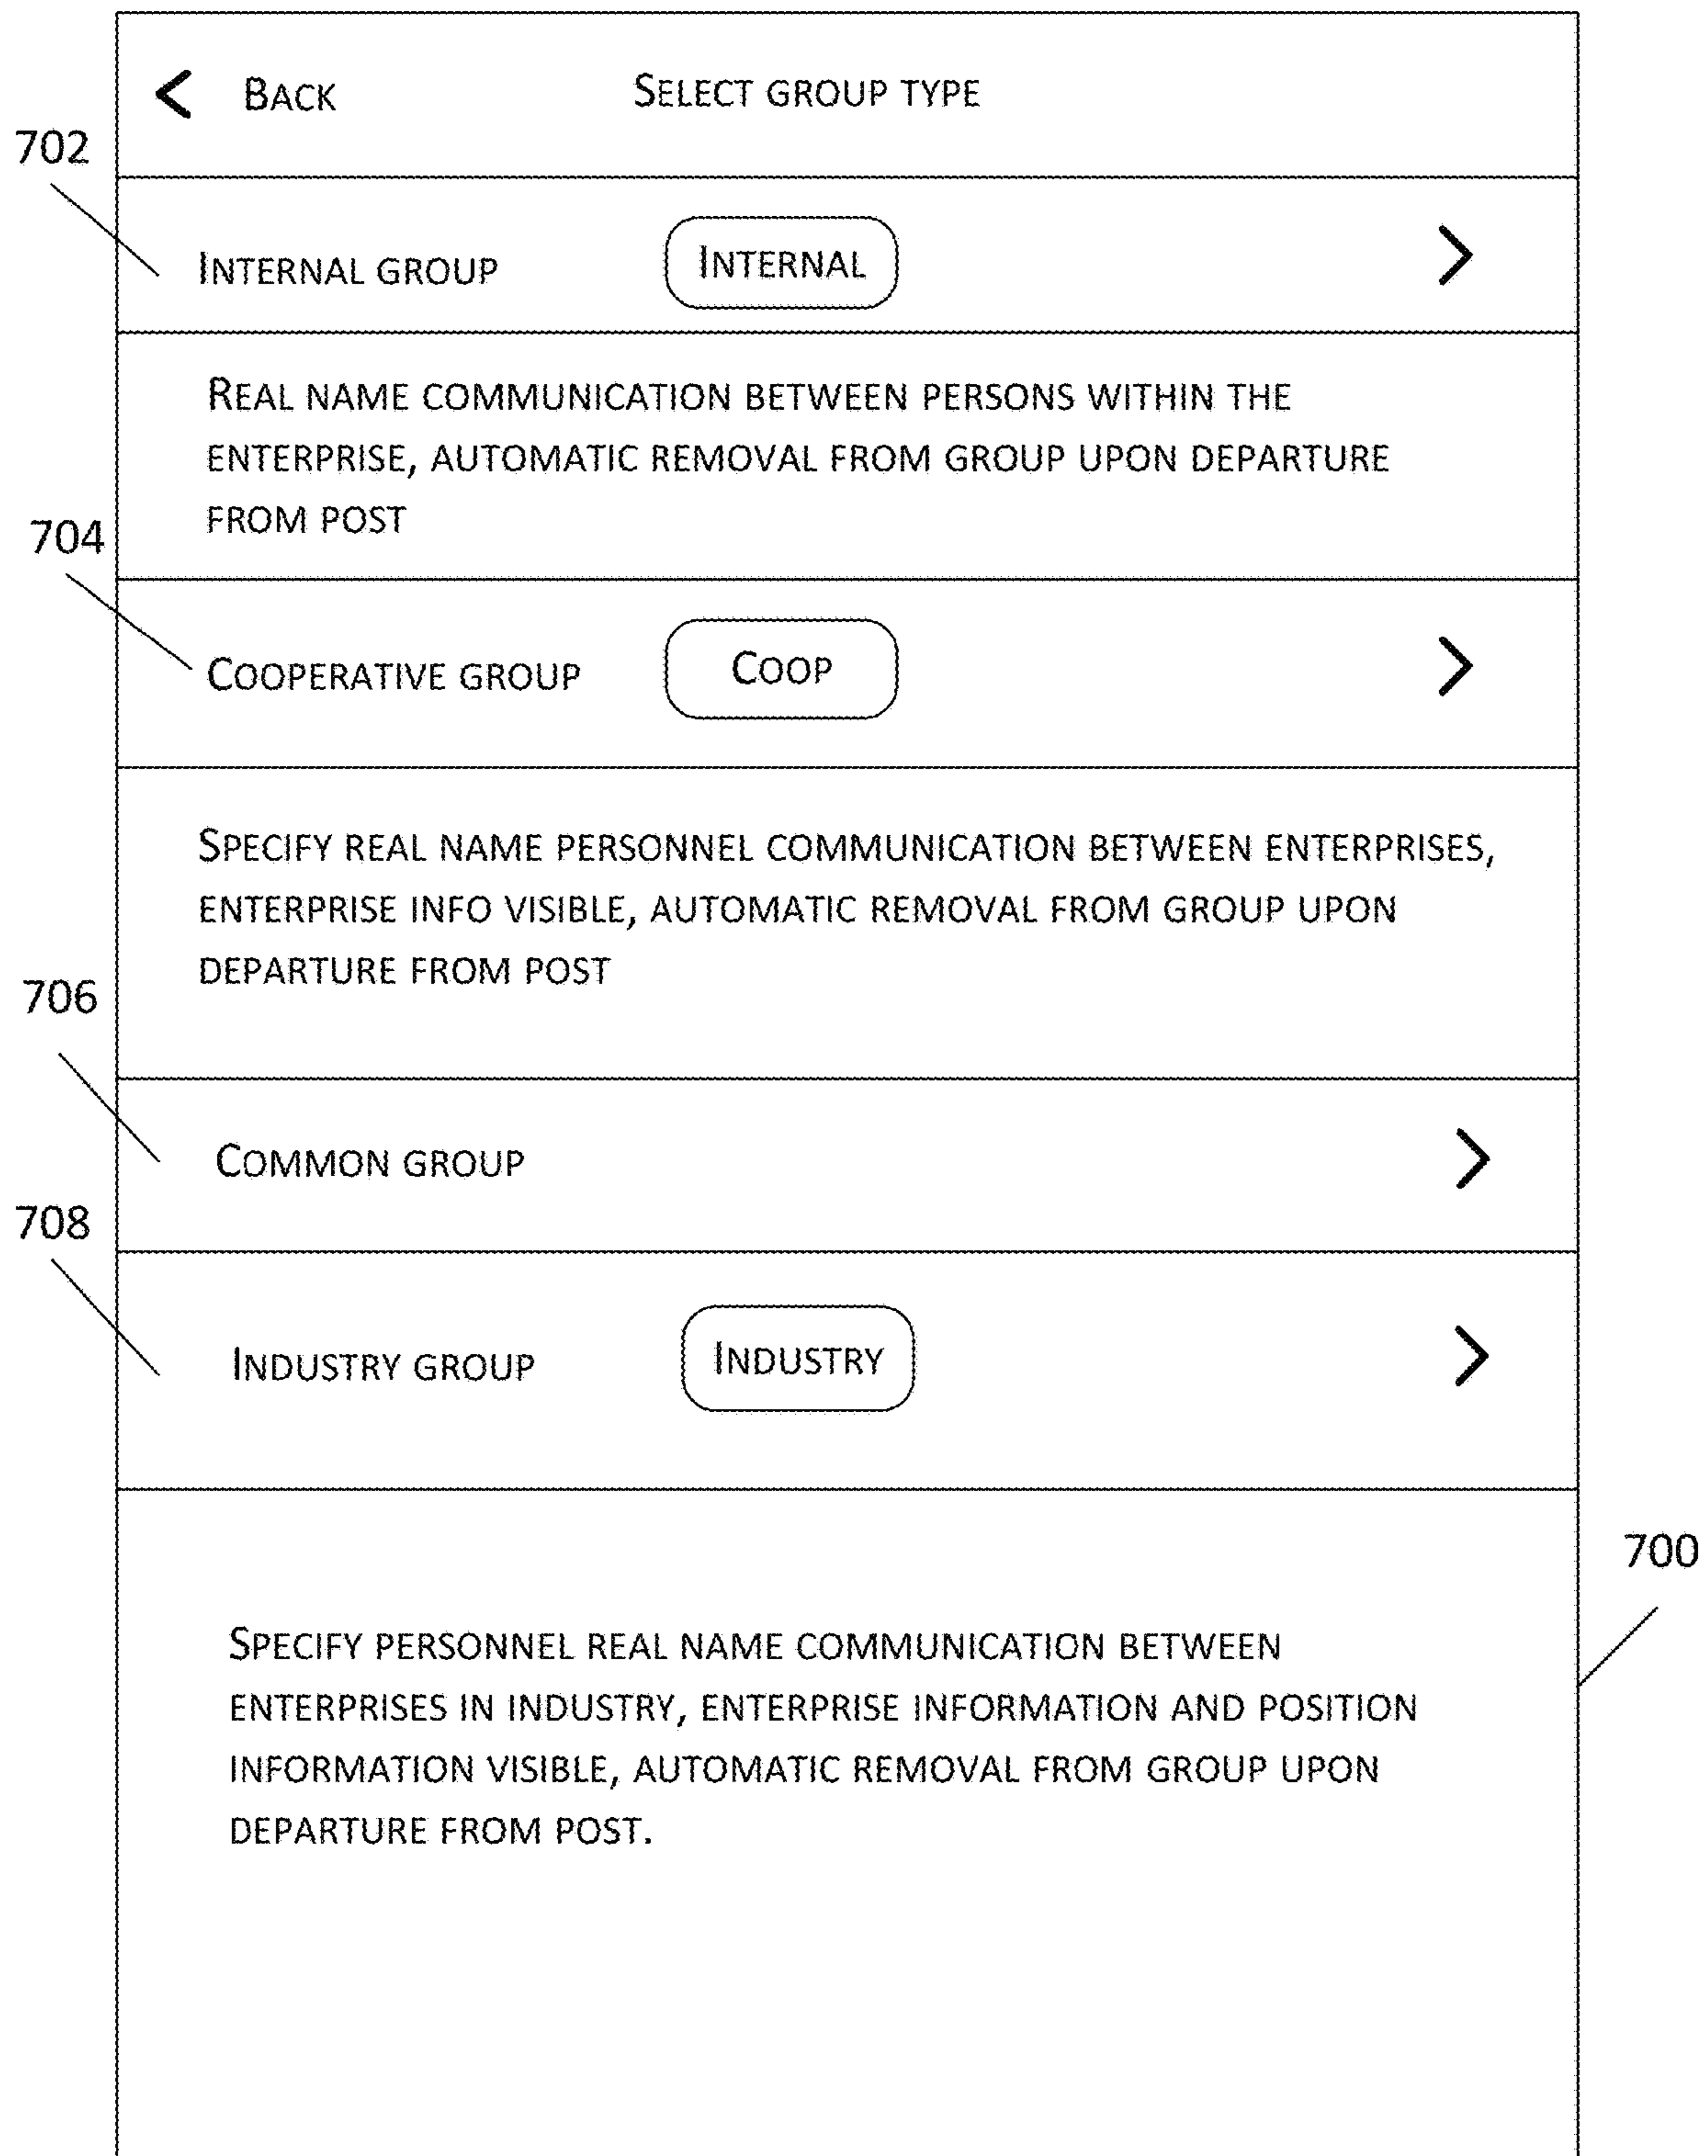 < Back Select group type
702
Internal group Internal >
Real name communication between persons within the
enterprise, automatic removal from group upon departure
from post
704
Cooperative group Coop >
Specify real name personnel communication between enterprises,
enterprise info visible, automatic removal from group upon
departure from post
706
Common group >
708
Industry group Industry >
700
Specify personnel real name communication between
enterprises in industry, enterprise information and position
information visible, automatic removal from group upon
departure from post.